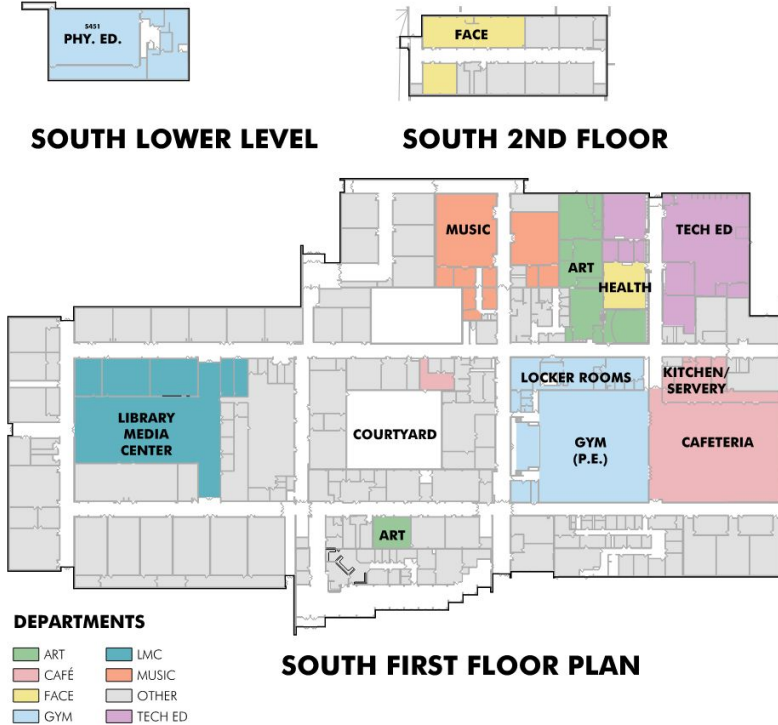 S451
PHY. ED.
FACE
SOUTH LOWER LEVEL
SOUTH 2ND FLOOR
MUSIC
TECH ED
ART
HEALTH
LOCKER ROOMS
KITCHEN/
SERVERY
LIBRARY
MEDIA
CENTER
COURTYARD
GYM
(P.E.)
CAFETERIA
ART
DEPARTMENTS
ART
CAFÉ
FACE
GYM
LMC
MUSIC
OTHER
TECH ED
SOUTH FIRST FLOOR PLAN